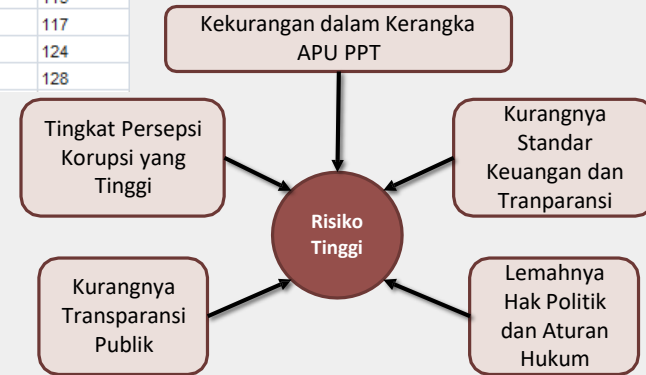 117
124
128
Kekurangan dalam Kerangka
APU PPT
Tingkat Persepsi
Korupsi yang
Tinggi
Kurangnya
Standar
Keuangan dan
Tranparansi
Risiko
Tinggi
Kurangnya
Transparansi
Publik
Lemahnya
Hak Politik
dan Aturan
Hukum